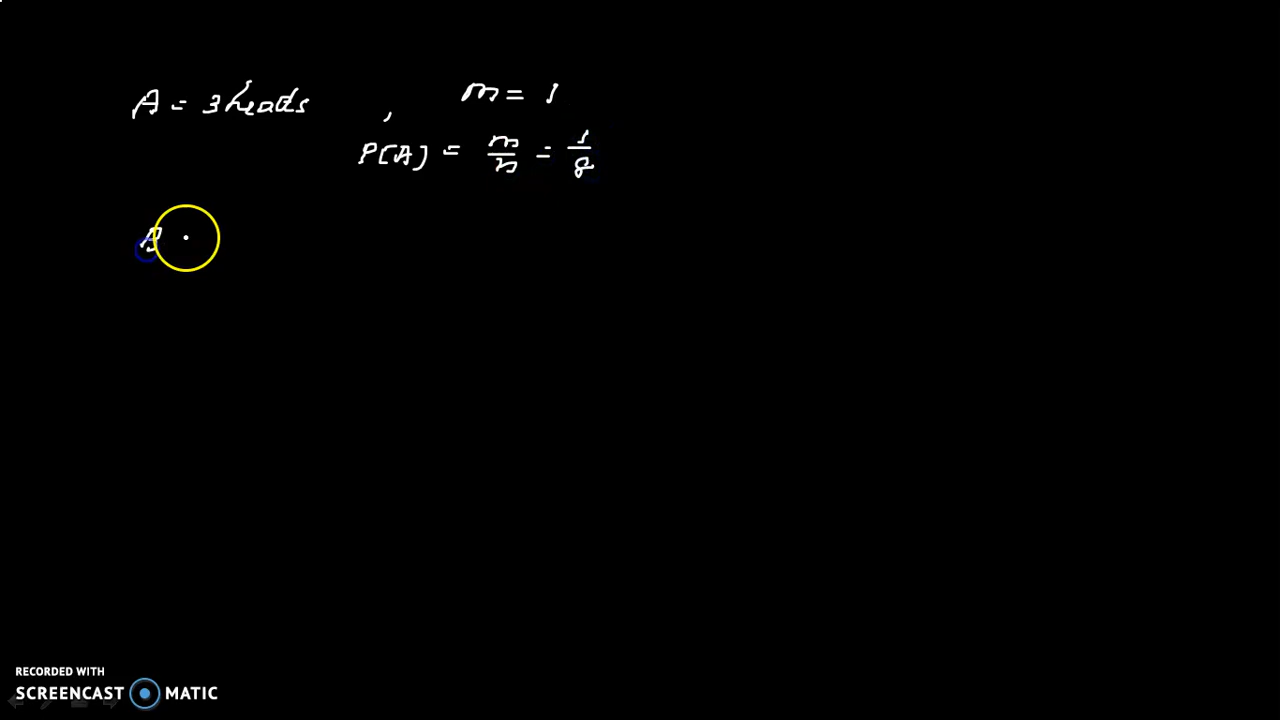 A = 3 heads , m = 1
P[A] = m/n = 1/8
B
RECORDED WITH
SCREENCAST MATIC